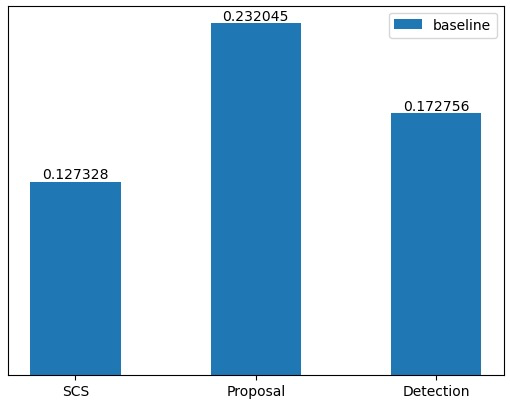 0.232045
baseline
0.172756
0.127328
SCS
Proposal
Detection